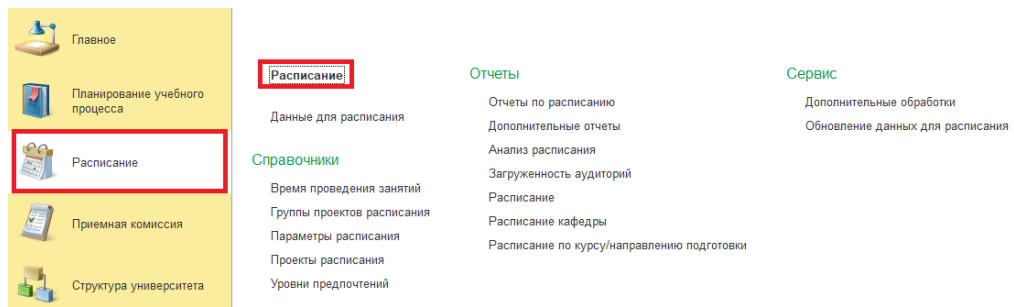 Главное
Планирование учебного
процесса
Расписание
Приемная комиссия
Структура университета
Расписание
Данные для расписания
Справочники
Время проведения занятий
Группы проектов расписания
Параметры расписания
Проекты расписания
Уровни предпочтений
Отчеты
Отчеты по расписанию
Дополнительные отчеты
Анализ расписания
Загруженность аудиторий
Расписание
Расписание кафедры
Расписание по курсу/направлению подготовки
Сервис
Дополнительные обработки
Обновление данных для расписания